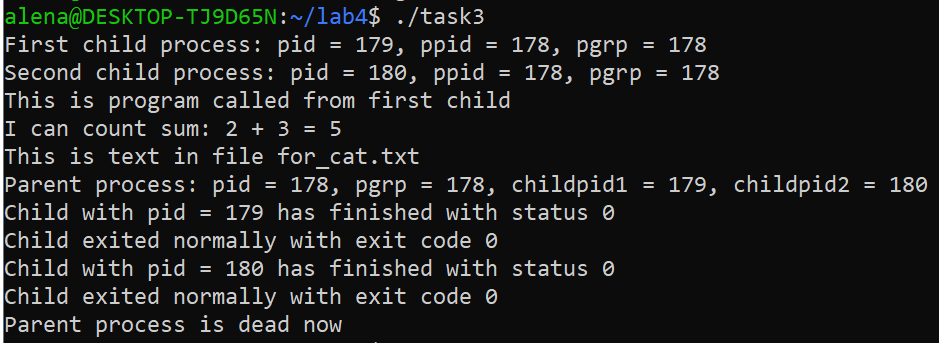 alena@DESKTOP-TJ9D65N:~/lab4$ ./task3
First child process: pid = 179, ppid = 178, pgrp = 178
Second child process: pid = 180, ppid = 178, pgrp = 178
This is program called from first child
I can count sum: 2 + 3 = 5
This is text in file for_cat.txt
Parent process: pid = 178, pgrp = 178, childpid1 = 179, childpid2 = 180
Child with pid = 179 has finished with status 0
Child exited normally with exit code 0
Child with pid = 180 has finished with status 0
Child exited normally with exit code 0
Parent process is dead now